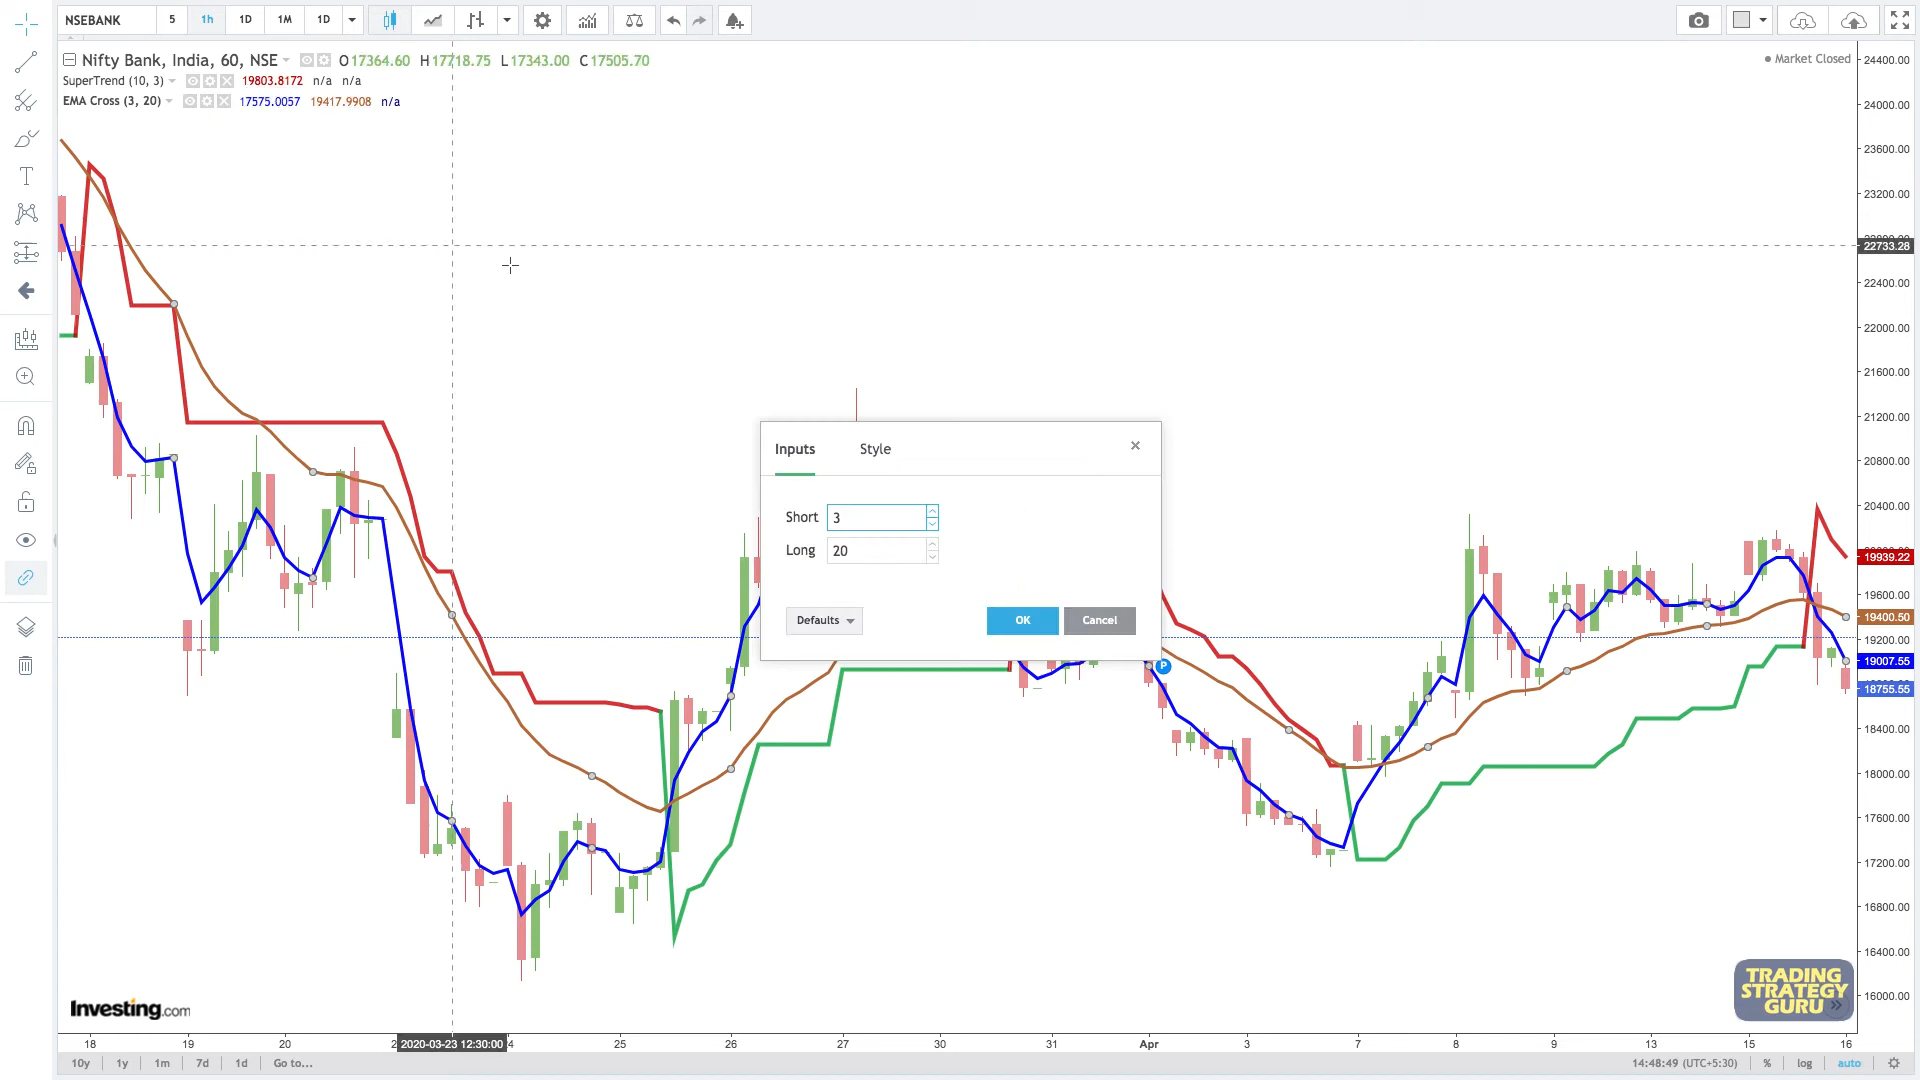 NSEBANK 5 1h 1D 1M 1D
Nifty Bank, India, 60, NSE O 17364.60 H 17718.75 L 17343.00 C 17505.70
Market Closed
SuperTrend (10, 3) 19803.8172 n/a n/a
EMA Cross (3, 20) 17575.0057 19417.9908 n/a
24400.00
24000.00
23600.00
23200.00
22733.28
22400.00
22000.00
21600.00
21200.00
20800.00
20400.00
19939.22
19600.00
19400.50
19200.00
19007.55
18755.55
18400.00
18000.00
17600.00
17200.00
16800.00
16400.00
16000.00
Inputs Style
Short 3
Long 20
Defaults OK Cancel
P
TRADING
STRATEGY
GURU
Investing.com
18 19 20 2020-03-23 12:30:00 25 26 27 30 31 Apr 3 7 8 9 13 15 16
10y 1y 1m 7d 1d Go to... 14:48:49 (UTC+5:30) % log auto